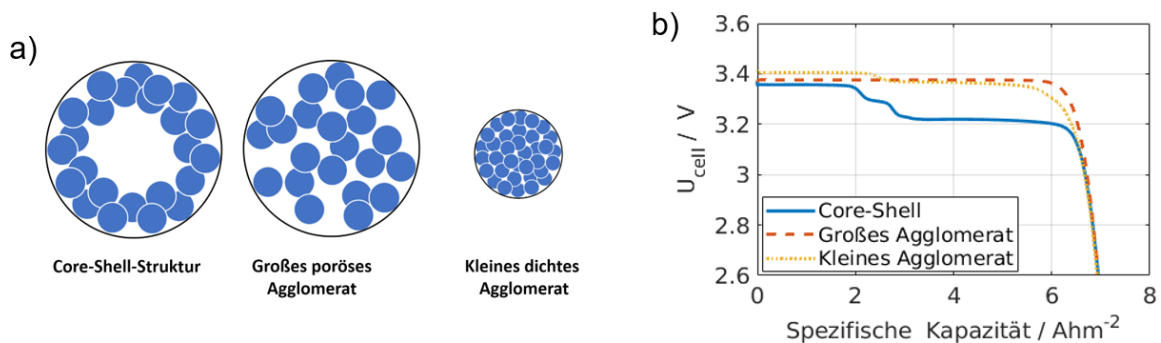 a)
Core-Shell-Struktur
Großes poröses
Agglomerat
Kleines dichtes
Agglomerat
b)
U_cell / V
3.6
3.4
3.2
3
2.8
2.6
Core-Shell
Großes Agglomerat
Kleines Agglomerat
0 2 4 6 8
Spezifische Kapazität / Ahm⁻²